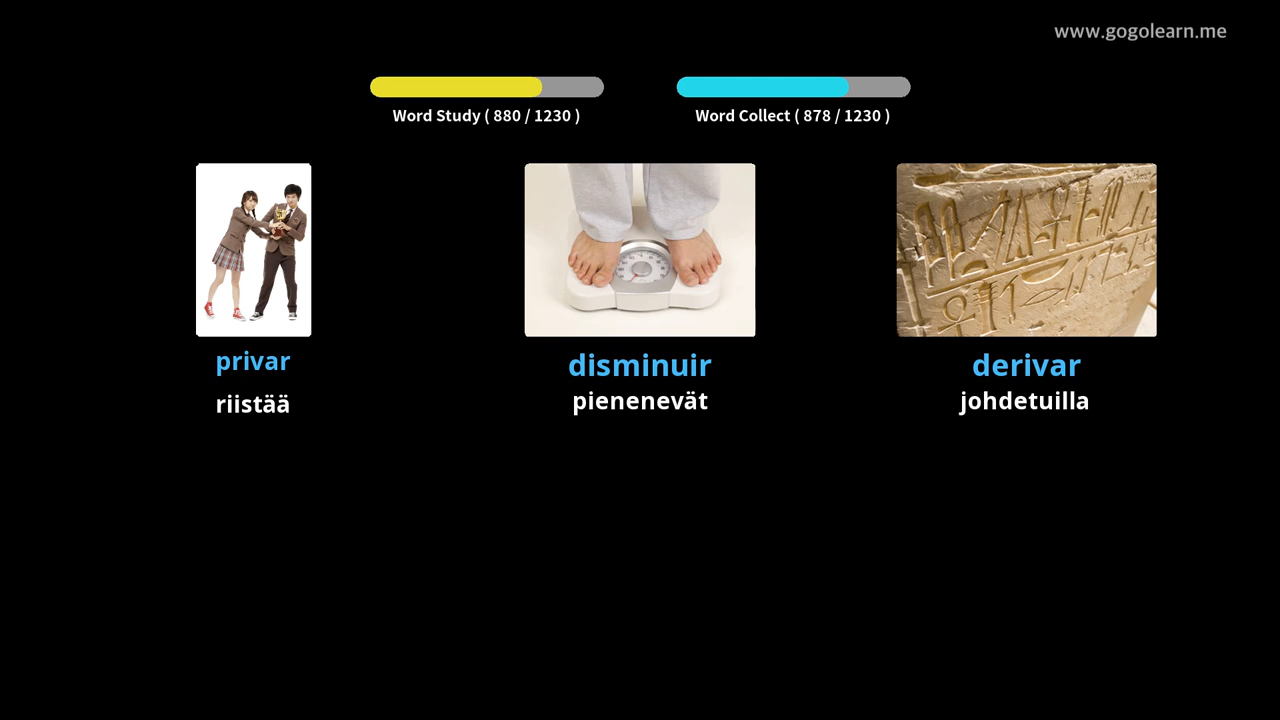 www.gogolearn.me
Word Study ( 880 / 1230 )
Word Collect ( 878 / 1230 )
privar
riistää
disminuir
pienenevät
derivar
johdetuilla